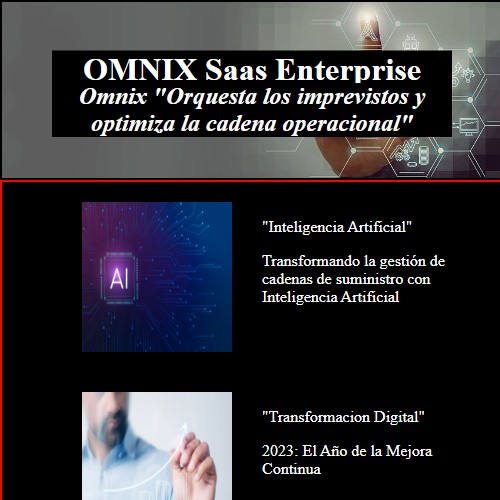 OMNIX Saas Enterprise
Omnix "Orquesta los imprevistos y
optimiza la cadena operacional"
AI
"Inteligencia Artificial"
Transformando la gestión de
cadenas de suministro con
Inteligencia Artificial
"Transformacion Digital"
2023: El Año de la Mejora
Continua